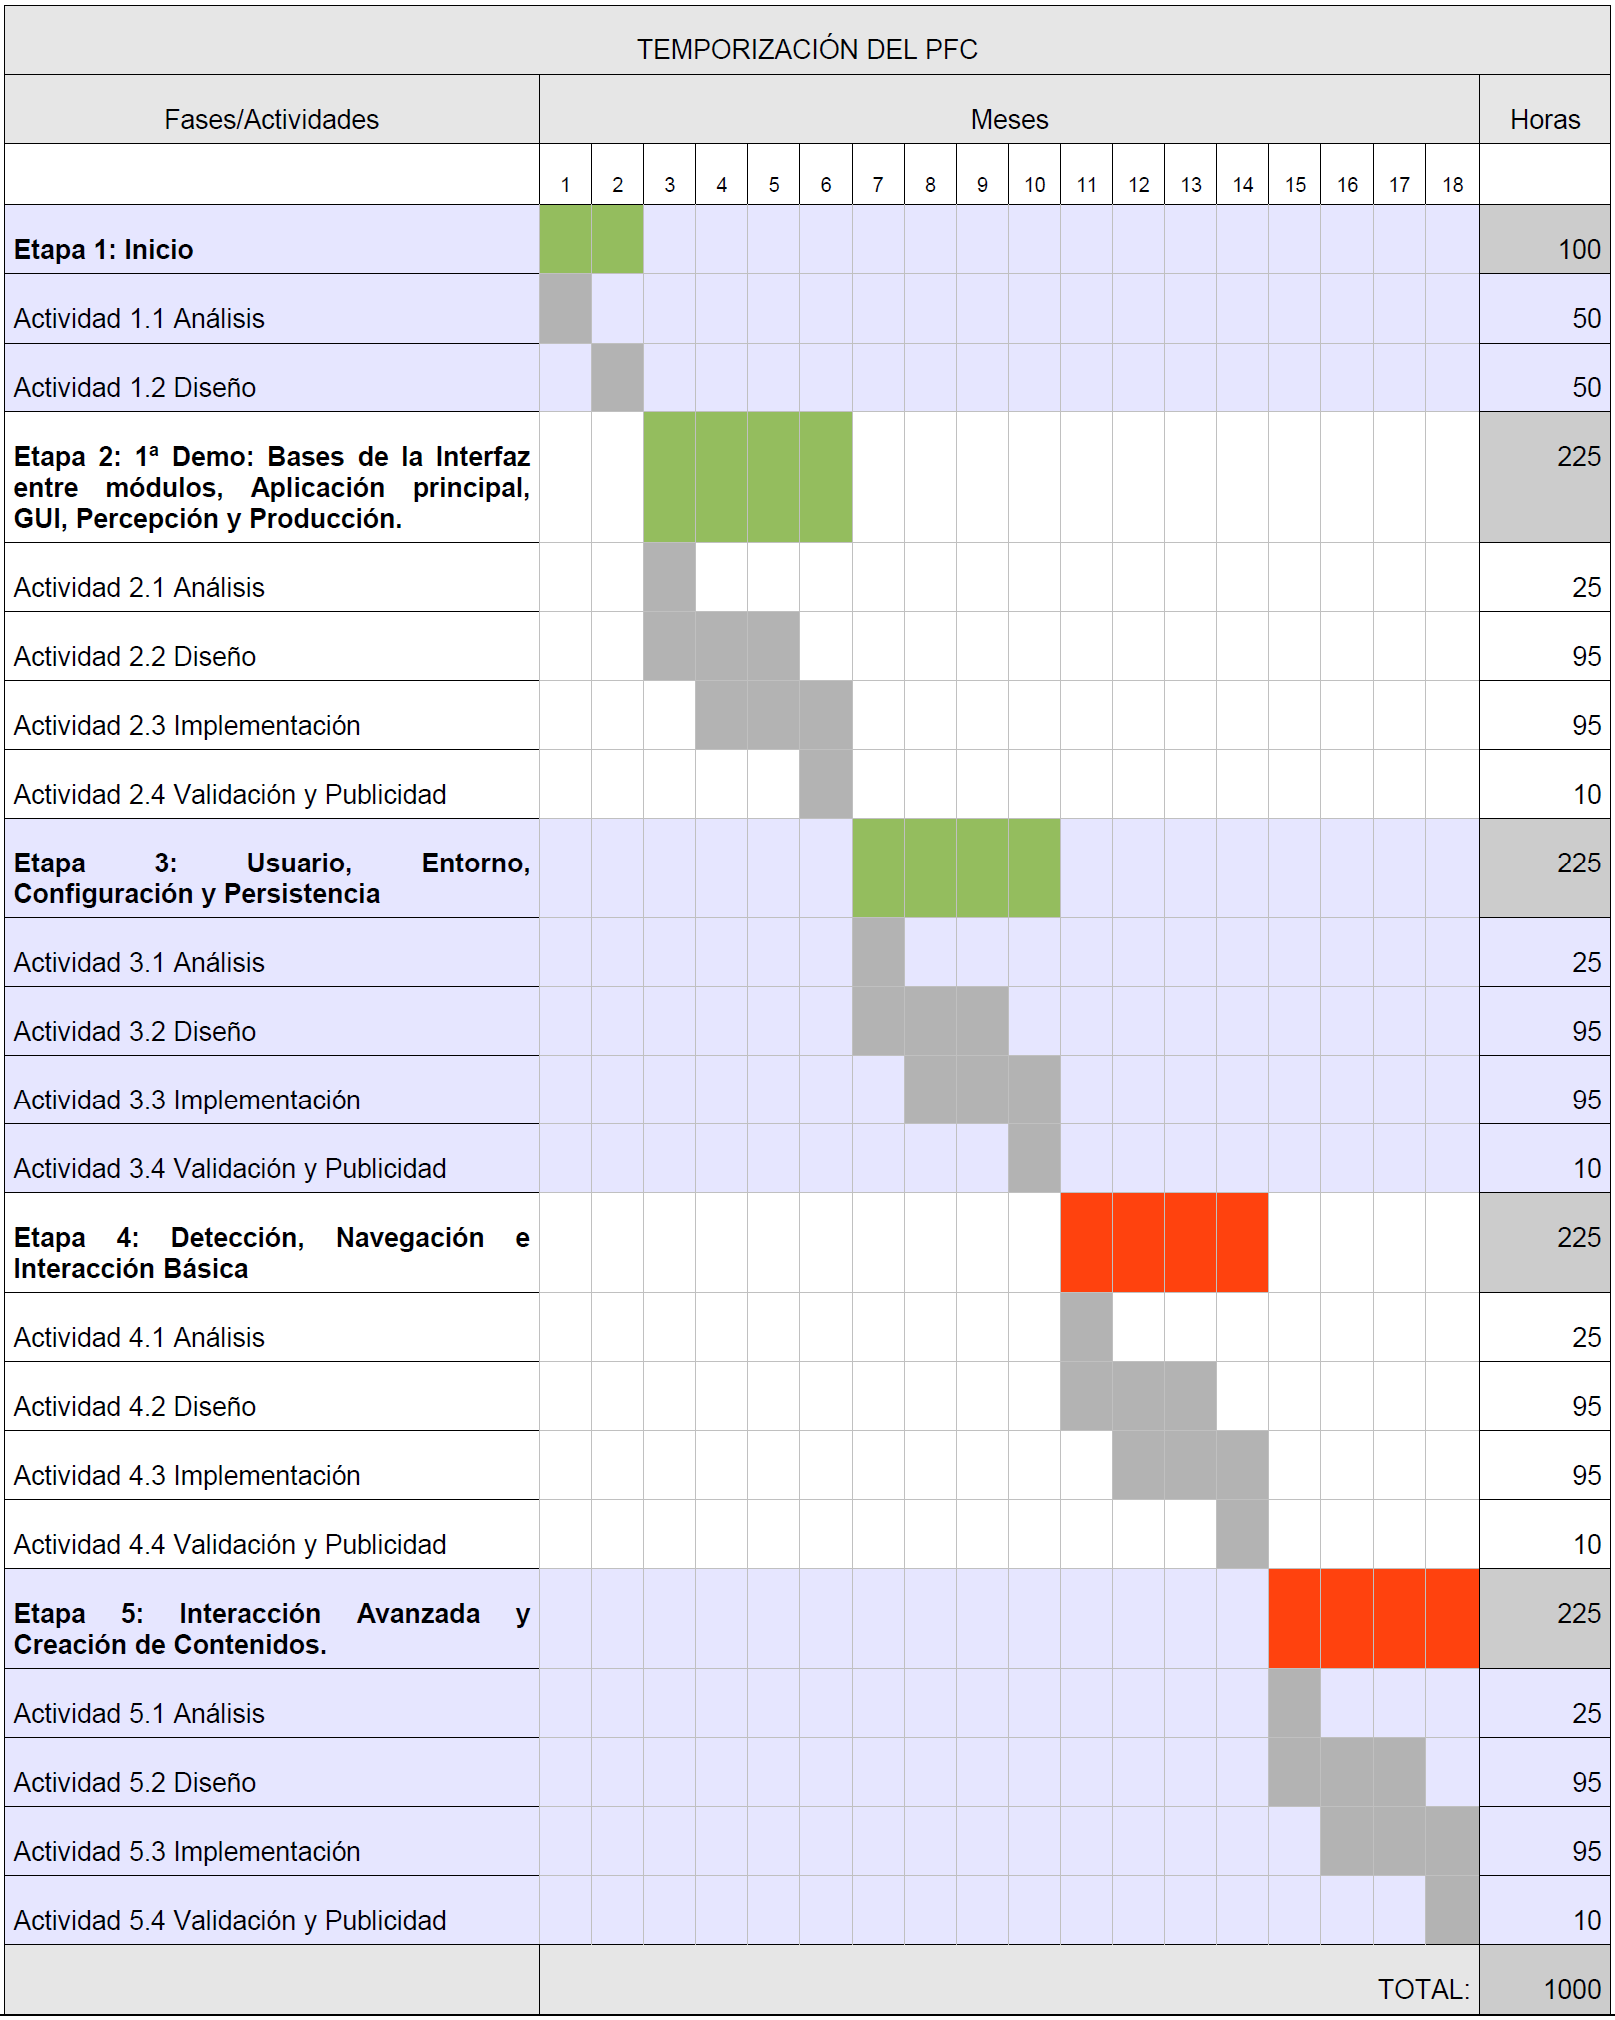 TEMPORIZACIÓN DEL PFC
Fases/Actividades Meses Horas
1 2 3 4 5 6 7 8 9 10 11 12 13 14 15 16 17 18
Etapa 1: Inicio 100
Actividad 1.1 Análisis 50
Actividad 1.2 Diseño 50
Etapa 2: 1ª Demo: Bases de la Interfaz 225
entre módulos, Aplicación principal,
GUI, Percepción y Producción.
Actividad 2.1 Análisis 25
Actividad 2.2 Diseño 95
Actividad 2.3 Implementación 95
Actividad 2.4 Validación y Publicidad 10
Etapa 3: Usuario, Entorno, 225
Configuración y Persistencia
Actividad 3.1 Análisis 25
Actividad 3.2 Diseño 95
Actividad 3.3 Implementación 95
Actividad 3.4 Validación y Publicidad 10
Etapa 4: Detección, Navegación e 225
Interacción Básica
Actividad 4.1 Análisis 25
Actividad 4.2 Diseño 95
Actividad 4.3 Implementación 95
Actividad 4.4 Validación y Publicidad 10
Etapa 5: Interacción Avanzada y 225
Creación de Contenidos.
Actividad 5.1 Análisis 25
Actividad 5.2 Diseño 95
Actividad 5.3 Implementación 95
Actividad 5.4 Validación y Publicidad 10
TOTAL: 1000